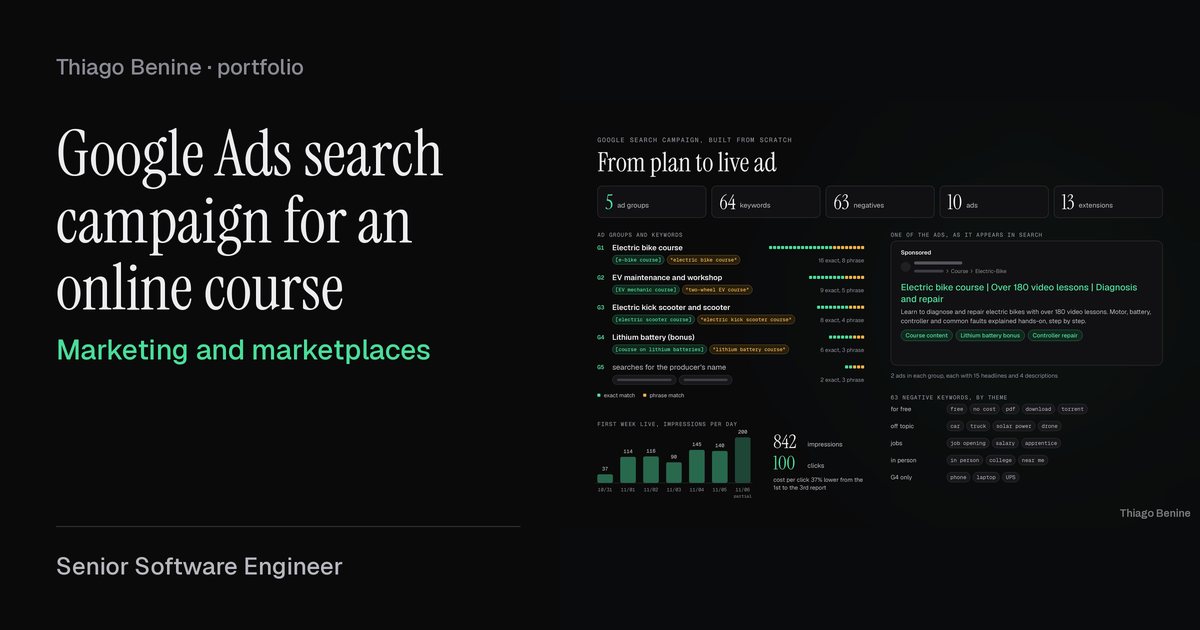 Thiago Benine · portfolio
Google Ads search
campaign for an
online course
Marketing and marketplaces
Senior Software Engineer
GOOGLE SEARCH CAMPAIGN, BUILT FROM SCRATCH
From plan to live ad
5 ad groups
64 keywords
63 negatives
10 ads
13 extensions
AD GROUPS AND KEYWORDS
G1 Electric bike course
[e-bike course] "electric bike course"
16 exact, 8 phrase
G2 EV maintenance and workshop
[EV mechanic course] "two-wheel EV course"
9 exact, 5 phrase
G3 Electric kick scooter and scooter
[electric scooter course] "electric kick scooter course"
8 exact, 4 phrase
G4 Lithium battery (bonus)
[course on lithium batteries] "lithium battery course"
6 exact, 3 phrase
G5 searches for the producer's name
2 exact, 3 phrase
exact match phrase match
FIRST WEEK LIVE, IMPRESSIONS PER DAY
37 114 116 90 145 140 200
10/31 11/01 11/02 11/03 11/04 11/05 11/06
partial
842 impressions
100 clicks
cost per click 37% lower from the
1st to the 3rd report
ONE OF THE ADS, AS IT APPEARS IN SEARCH
Sponsored
› Course › Electric-Bike
Electric bike course | Over 180 video lessons | Diagnosis
and repair
Learn to diagnose and repair electric bikes with over 180 video lessons. Motor, battery,
controller and common faults explained hands-on, step by step.
Course content Lithium battery bonus Controller repair
2 ads in each group, each with 15 headlines and 4 descriptions
63 NEGATIVE KEYWORDS, BY THEME
for free free no cost pdf download torrent
off topic car truck solar power drone
jobs job opening salary apprentice
in person in person college near me
G4 only phone laptop UPS
Thiago Benine